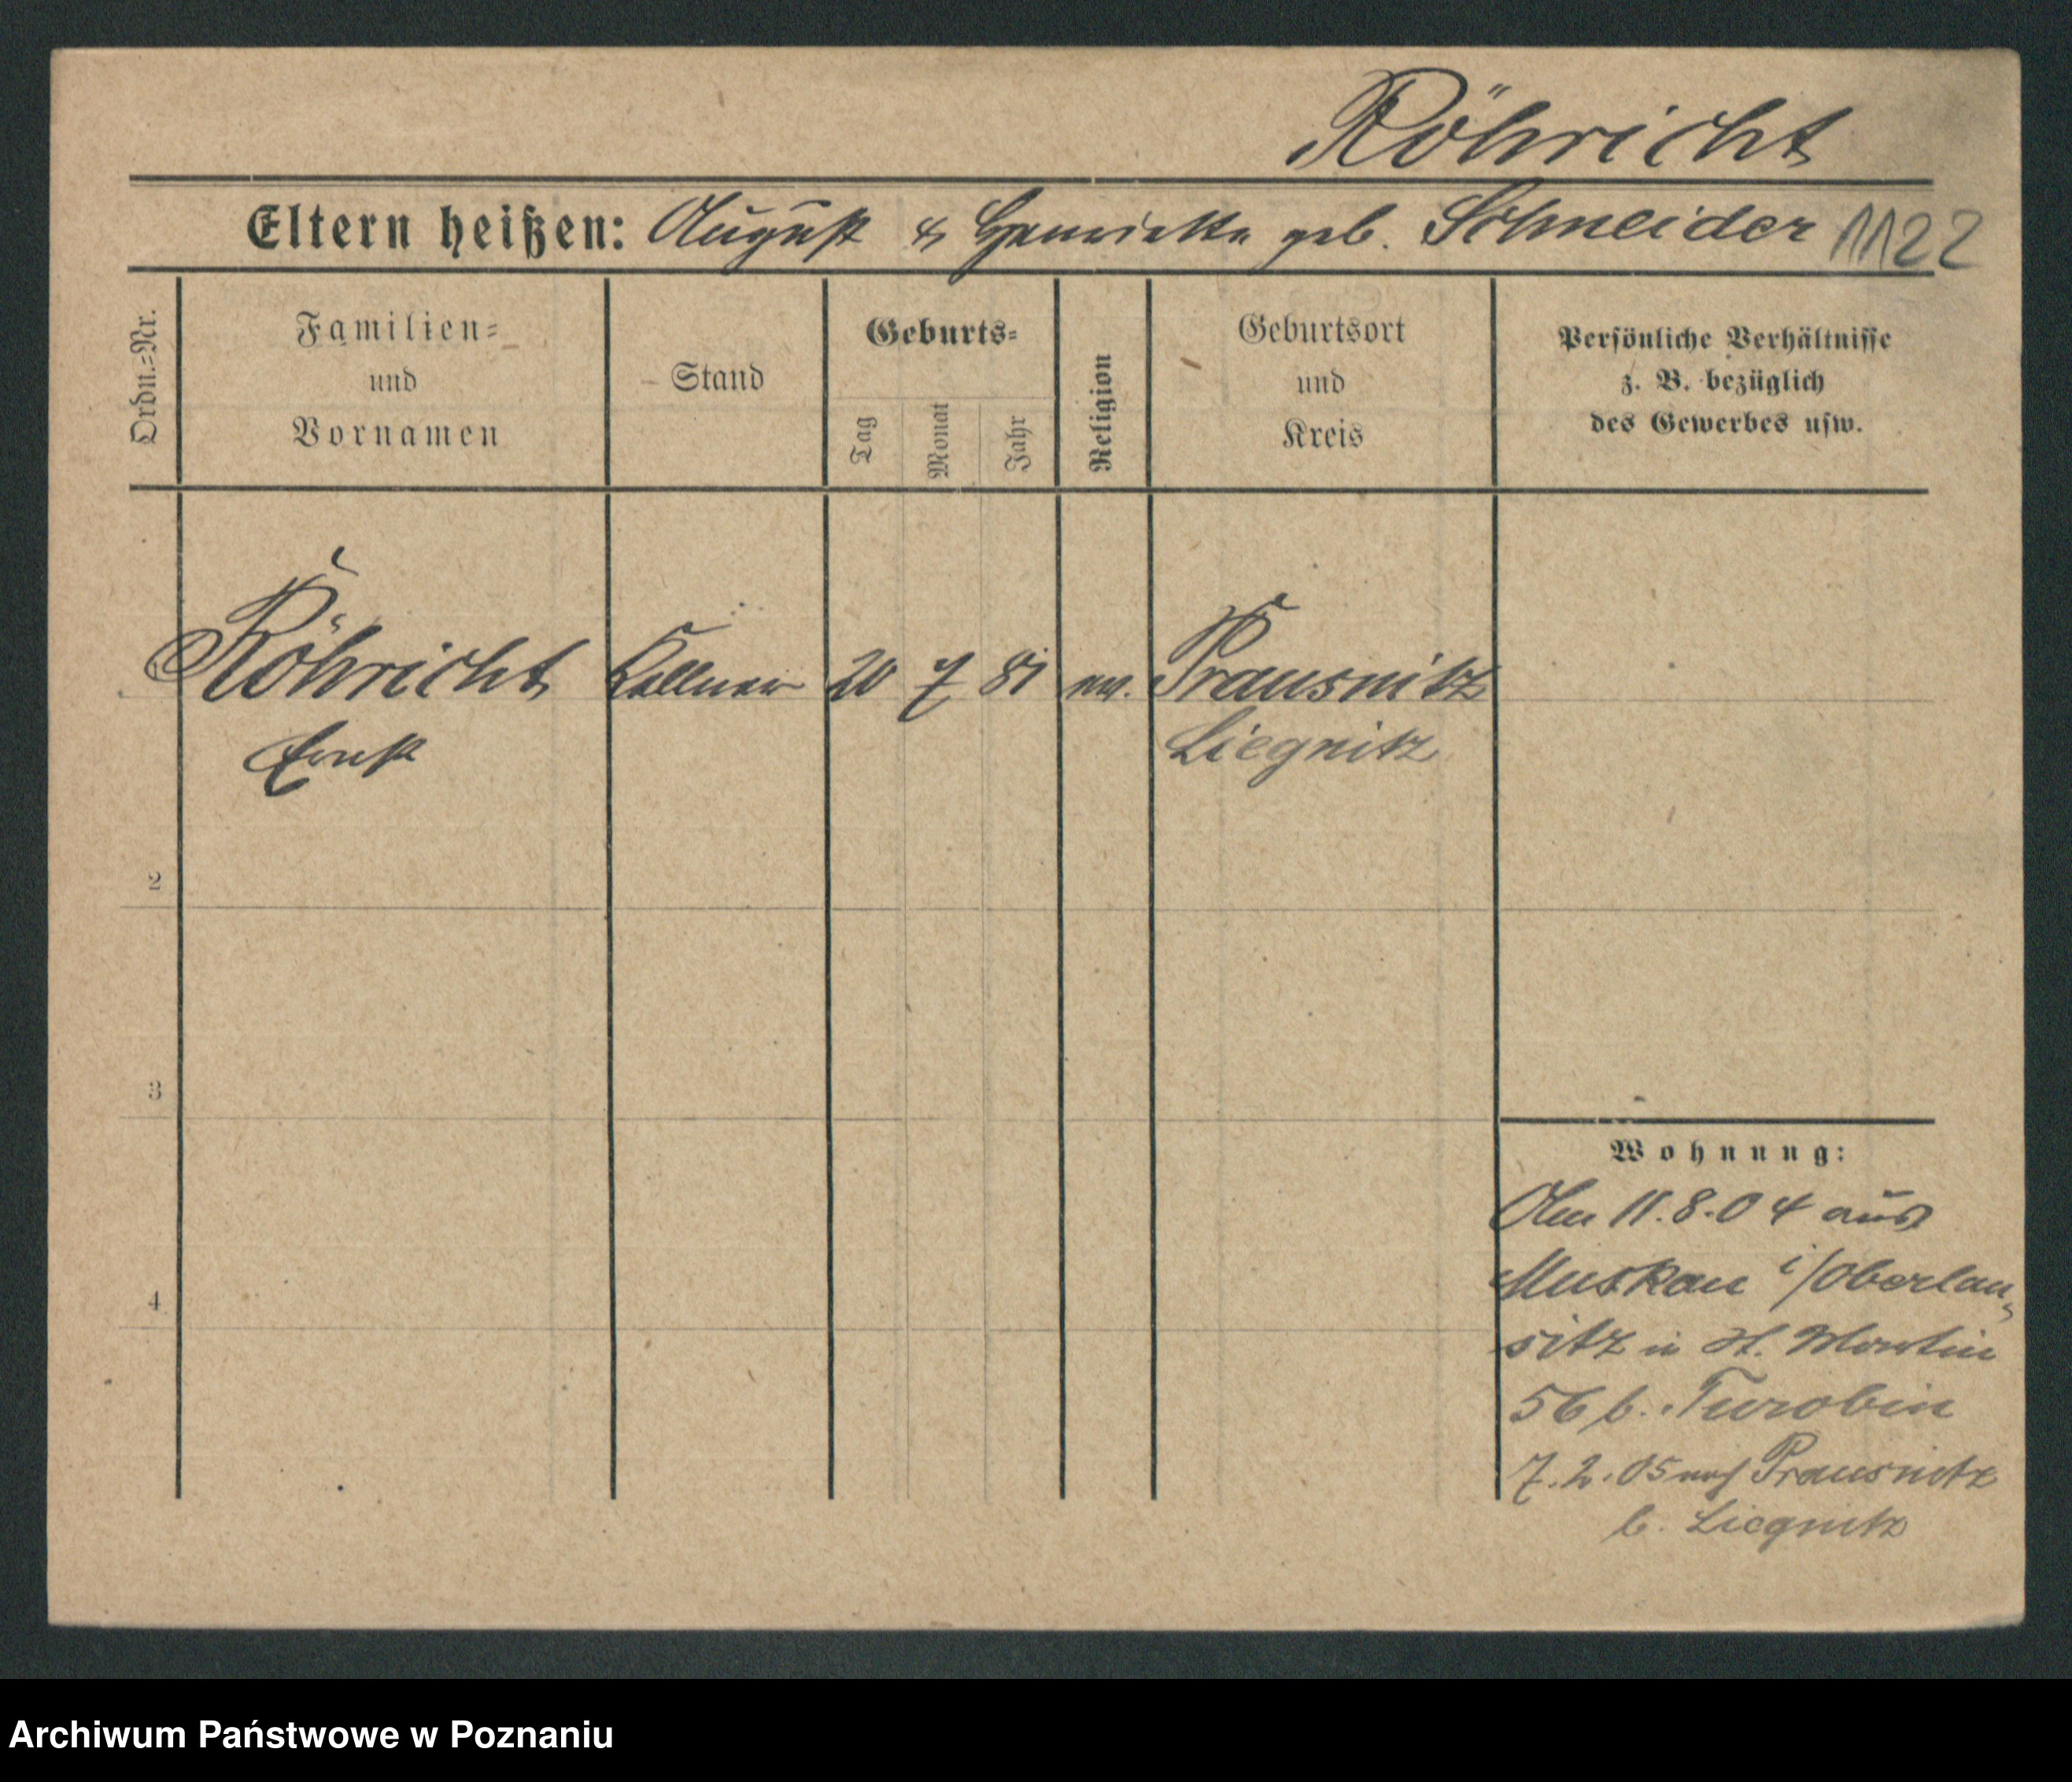 Röhricht
Eltern heißen: August & Henriette geb. Schneider 1122
Ordn.=Nr.
Familien=
und
Vornamen
Stand
Geburts=
Tag
Monat
Jahr
Religion
Geburtsort
und
Kreis
Persönliche Verhältnisse
z. B. bezüglich
des Gewerbes usw.
Röhricht Kellner 20 7 81 ev. Prausnitz
Ernst Liegnitz
2
3
4
Wohnung:
Am 11.8.04 aus
Muskau i/Oberlau-
sitz in St. Martin
56 b. Turobin
7.2.05 nach Prausnitz
b. Liegnitz
Archiwum Państwowe w Poznaniu